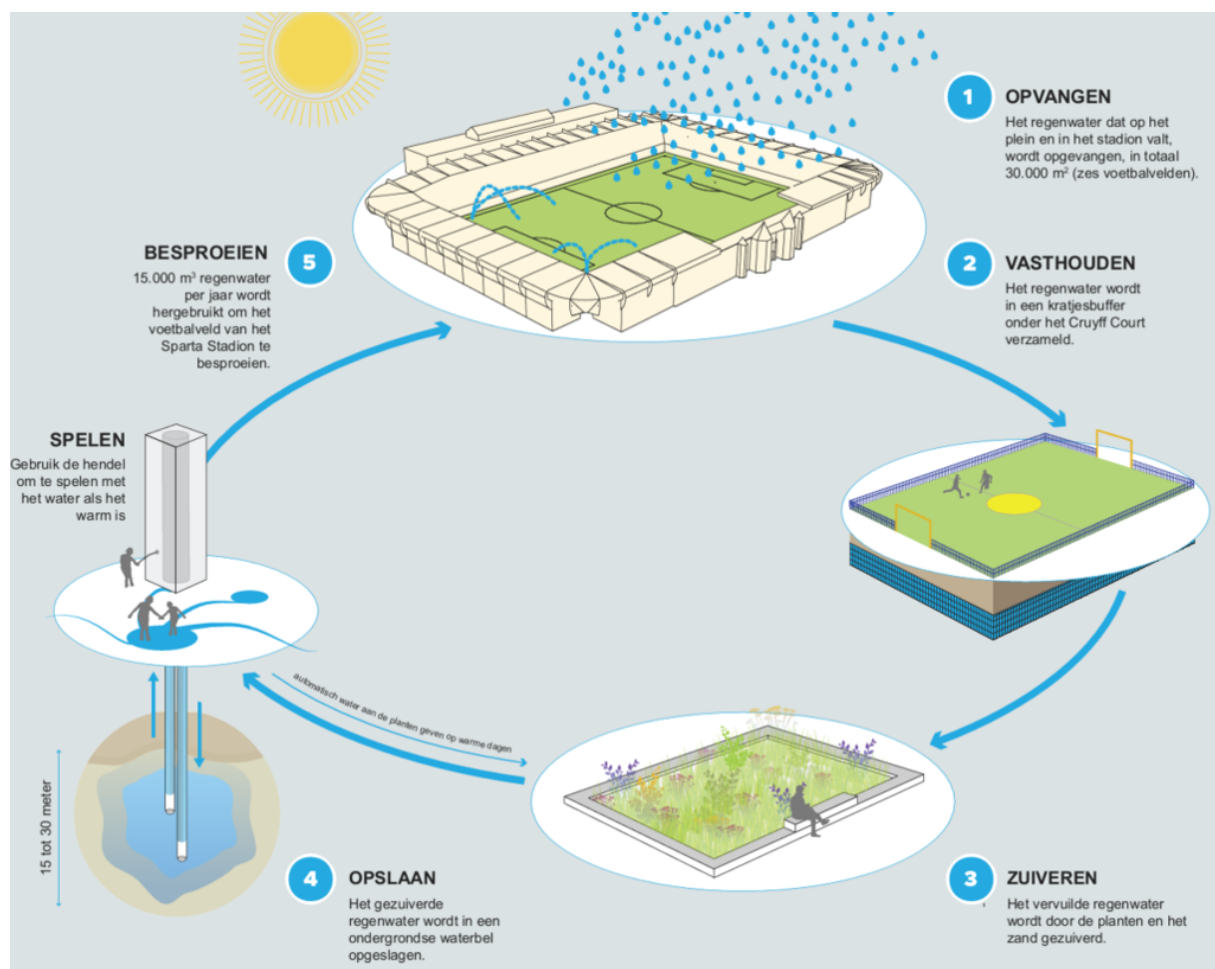 1
OPVANGEN
Het regenwater dat op het
plein en in het stadion valt,
wordt opgevangen, in totaal
30.000 m² (zes voetbalvelden).
2
VASTHOUDEN
Het regenwater wordt
in een kratjesbuffer
onder het Cruyff Court
verzameld.
3
ZUIVEREN
Het vervuilde regenwater
wordt door de planten en het
zand gezuiverd.
4
OPSLAAN
Het gezuiverde
regenwater wordt in een
ondergrondse waterbel
opgeslagen.
automatisch water aan de planten geven op warme dagen
15 tot 30 meter
SPELEN
Gebruik de hendel
om te spelen met
het water als het
warm is
BESPROEIEN
5
15.000 m³ regenwater
per jaar wordt
hergebruikt om het
voetbalveld van het
Sparta Stadion te
besproeien.